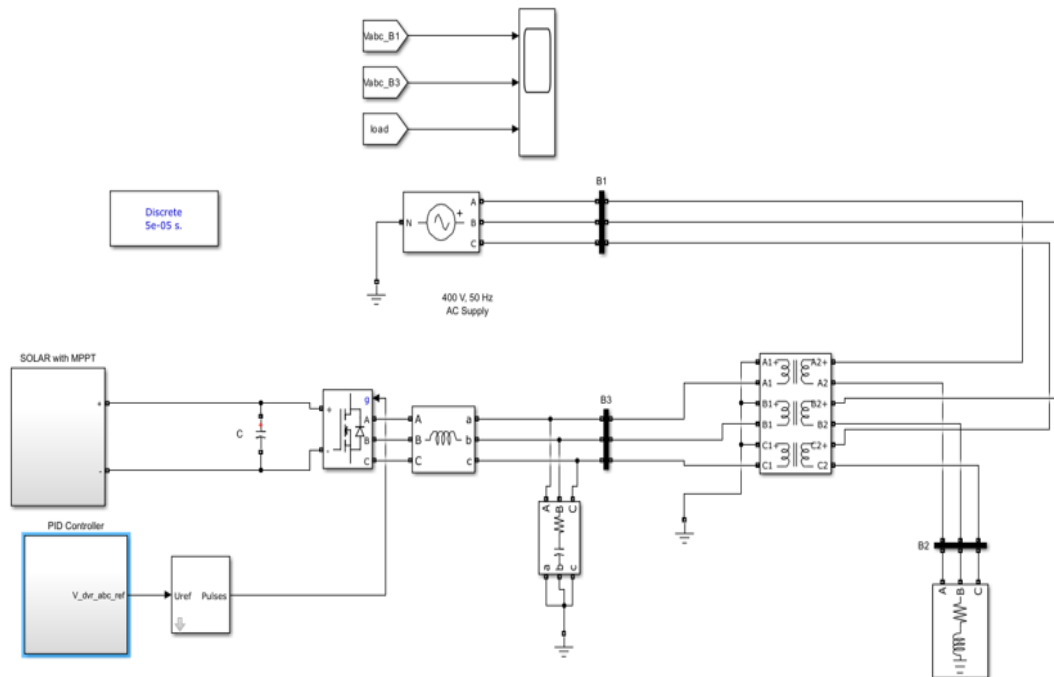 Vabc_B1
Vabc_B3
load
Discrete
5e-05 s.
B1
N
+
A
B
C
400 V, 50 Hz
AC Supply
SOLAR with MPPT
+
-
C
+
+
-
g
A
B
C
A
B
C
a
b
c
B3
A1+
A1
B1+
B1
C1+
C1
A2+
A2
B2+
B2
C2+
C2
A
B
C
a
b
c
PID Controller
V_dvr_abc_ref
Uref
Pulses
B2
A
B
C